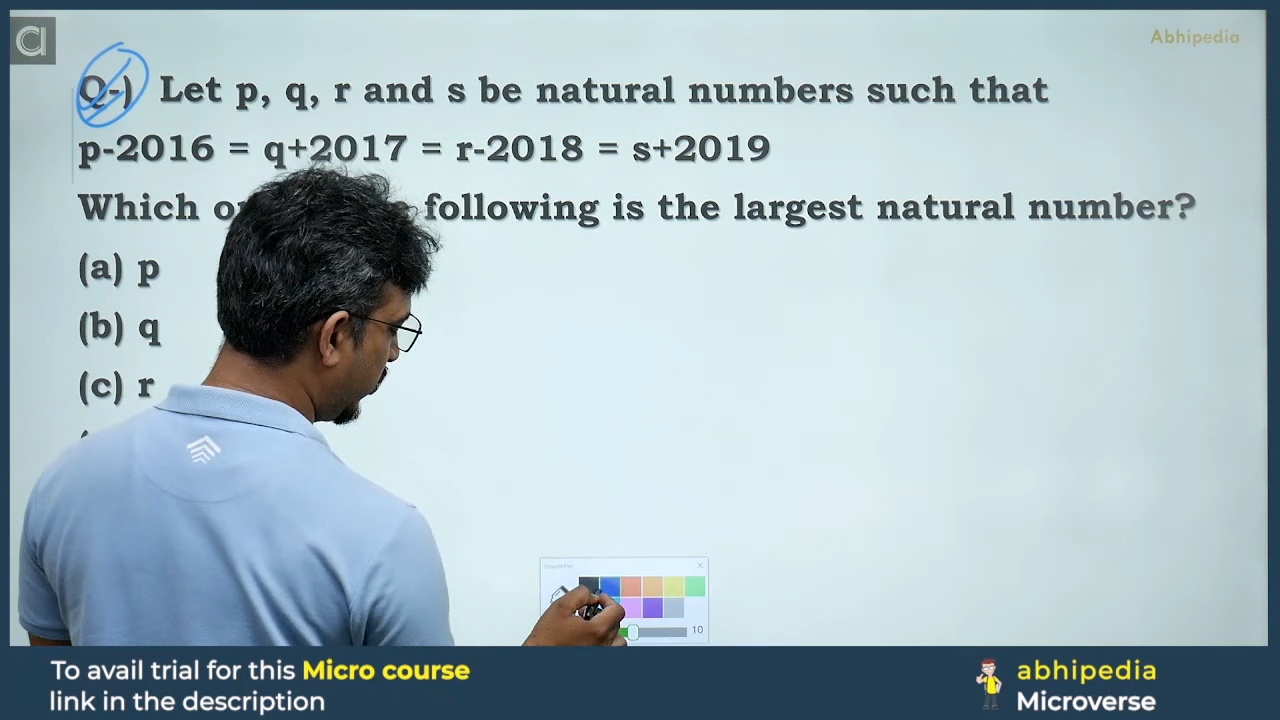 Abhipedia
Q-) Let p, q, r and s be natural numbers such that
p-2016 = q+2017 = r-2018 = s+2019
Which following is the largest natural number?
(a) p
(b) q
(c) r
10
To avail trial for this Micro course
link in the description
abhipedia
Microverse